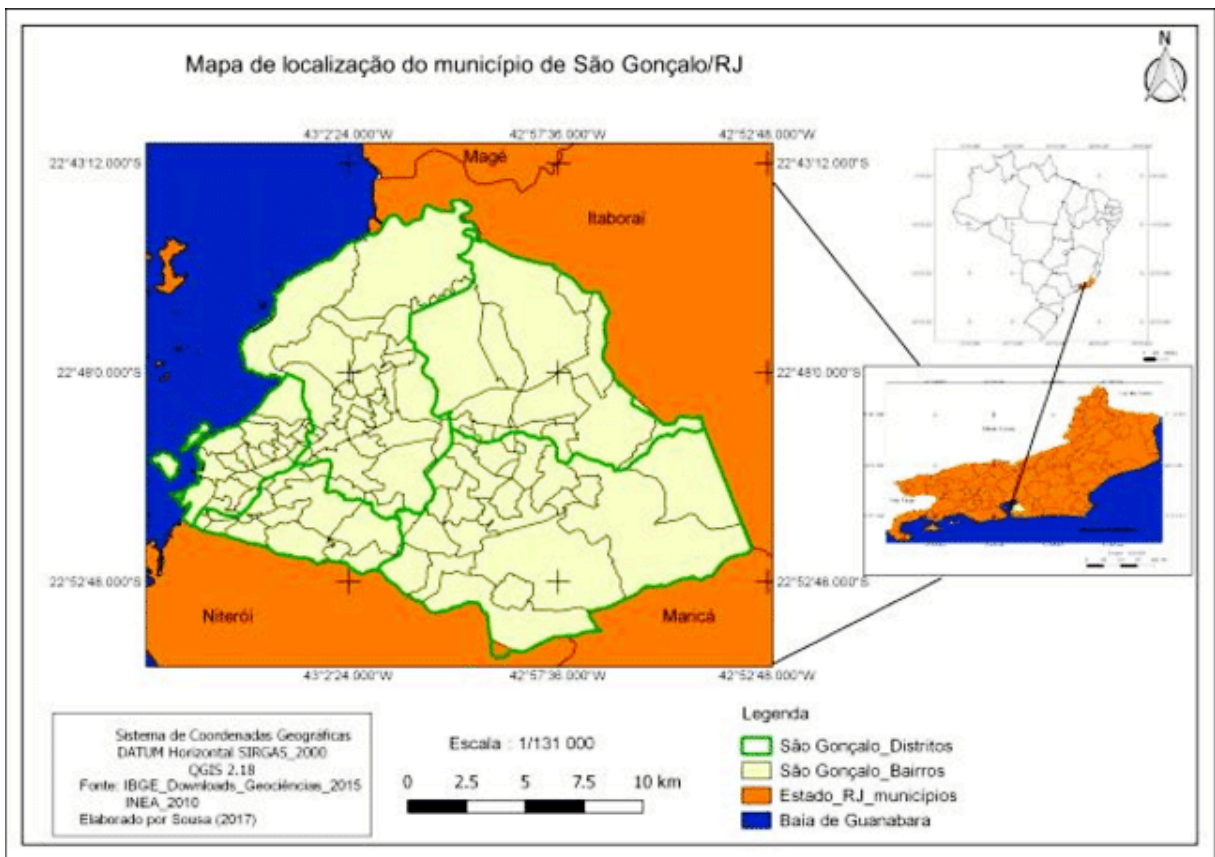 Mapa de localização do município de São Gonçalo/RJ
N
43°2'24.000"W 42°57'36.000"W 42°52'48.000"W
22°43'12.000"S
22°43'12.000"S
Magé
Itaboraí
22°48'0.000"S
22°48'0.000"S
22°52'48.000"S
22°52'48.000"S
Niterói
Maricá
43°2'24.000"W 42°57'36.000"W 42°52'48.000"W
Sistema de Coordenadas Geográficas
DATUM Horizontal SIRGAS_2000
QGIS 2.18
Fonte: IBGE_Downloads_Geociências_2015
INEA_2010
Elaborado por Sousa (2017)
Escala : 1/131 000
0 2.5 5 7.5 10 km
Legenda
São Gonçalo_Distritos
São Gonçalo_Bairros
Estado_RJ_municípios
Baia de Guanabara